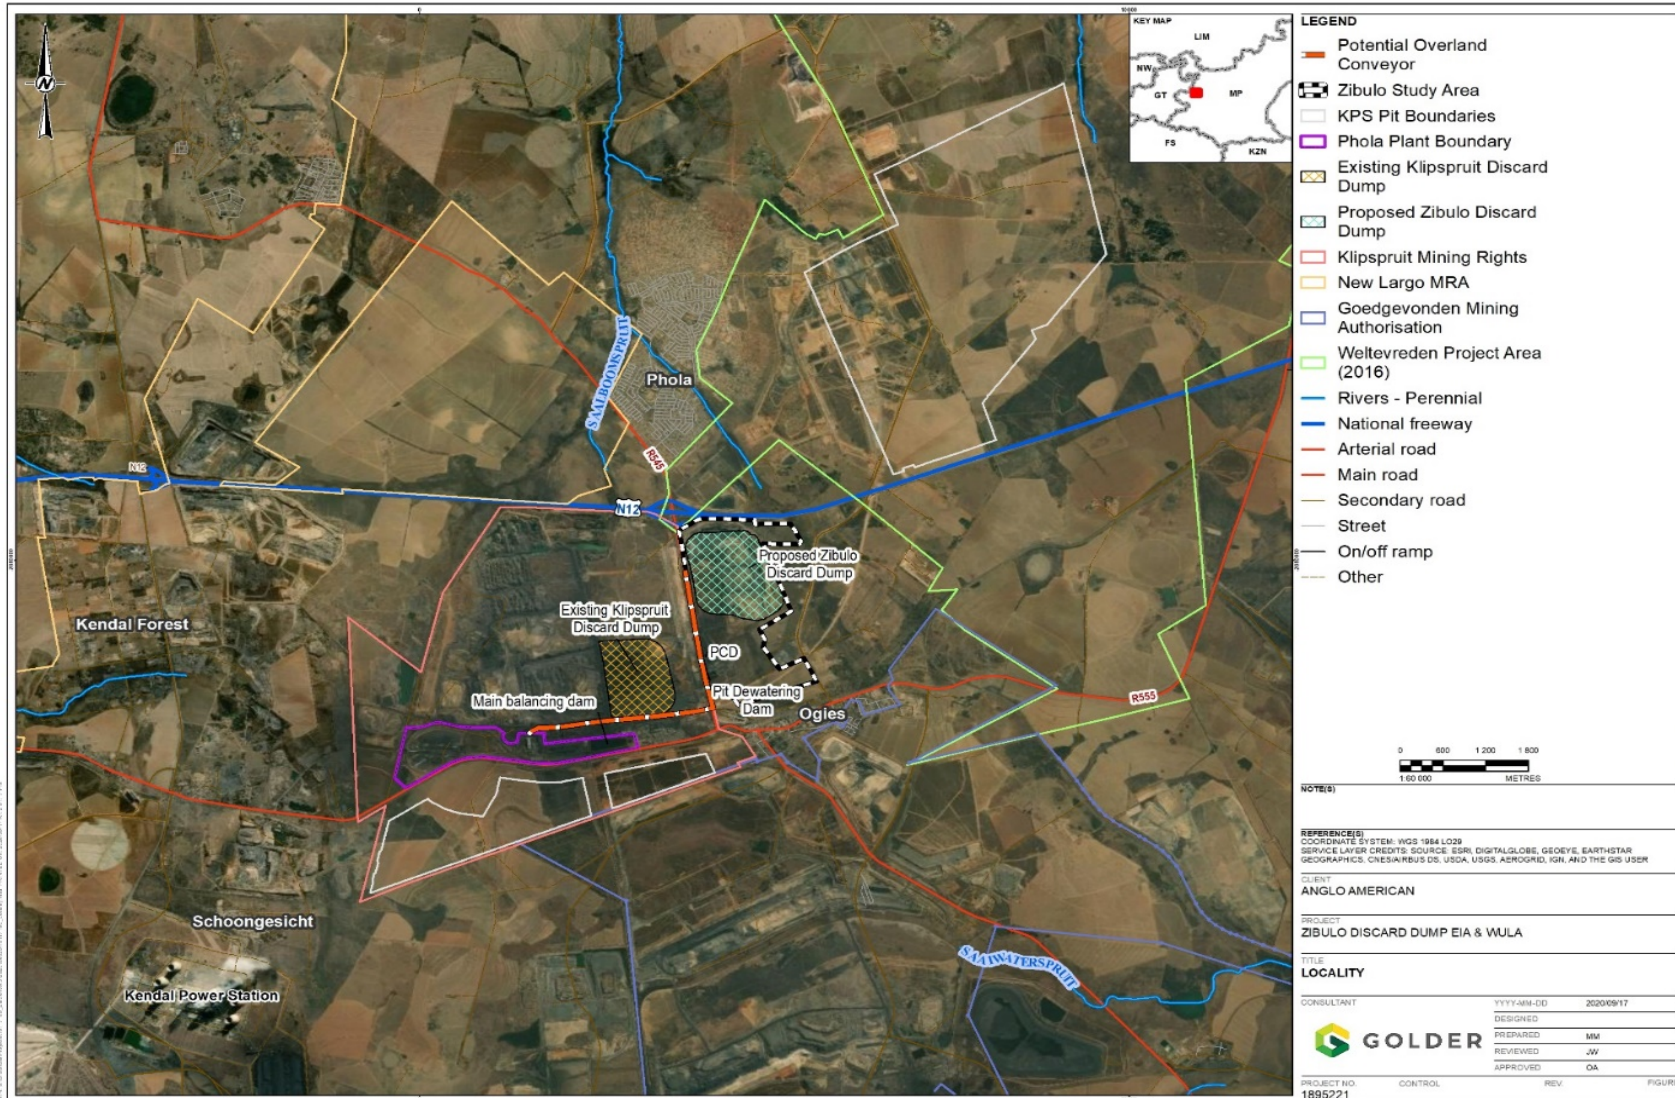 KEY MAP
LIM
NW
GT
MP
FS
KZN
N
Phola
SAALBOOMSPRUIT
R545
N12
N12
Proposed Zibulo
Discard Dump
Existing Klipspruit
Discard Dump
Kendal Forest
PCD
Main balancing dam
Pit Dewatering
Dam
Ogies
R555
Schoongesicht
Kendal Power Station
SAAIWATERSPRUIT
LEGEND
Potential Overland
Conveyor
Zibulo Study Area
KPS Pit Boundaries
Phola Plant Boundary
Existing Klipspruit Discard
Dump
Proposed Zibulo Discard
Dump
Klipspruit Mining Rights
New Largo MRA
Goedgevonden Mining
Authorisation
Weltevreden Project Area
(2016)
Rivers - Perennial
National freeway
Arterial road
Main road
Secondary road
Street
On/off ramp
Other
0 600 1 200 1 800
1:60 000 METRES
NOTE(S)
REFERENCE(S)
COORDINATE SYSTEM: WGS 1984 LO29
SERVICE LAYER CREDITS: SOURCE: ESRI, DIGITALGLOBE, GEOEYE, EARTHSTAR
GEOGRAPHICS, CNES/AIRBUS DS, USDA, USGS, AEROGRID, IGN, AND THE GIS USER
CLIENT
ANGLO AMERICAN
PROJECT
ZIBULO DISCARD DUMP EIA & WULA
TITLE
LOCALITY
CONSULTANT
YYYY-MM-DD 2020/09/17
DESIGNED
PREPARED MM
REVIEWED JW
APPROVED OA
GOLDER
PROJECT NO. CONTROL REV. FIGURE
1895221